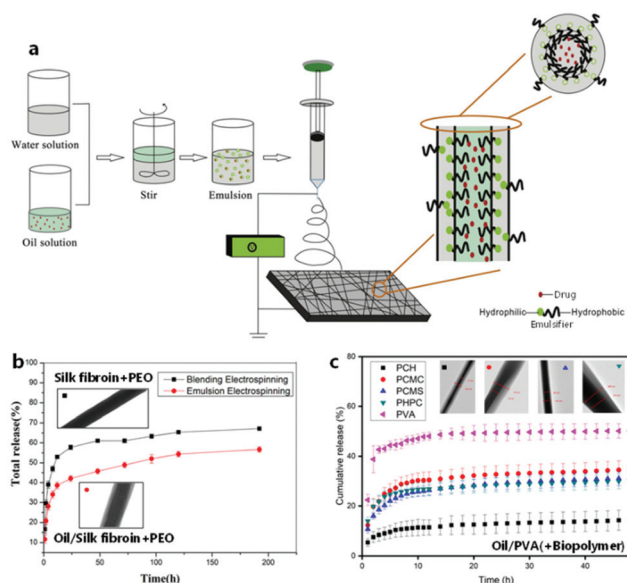 a
Water solution
Oil solution
Stir
Emulsion
Drug
Hydrophilic
Hydrophobic
Emulsifier
b
Silk fibroin+PEO
Blending Electrospinning
Emulsion Electrospinning
Oil/Silk fibroin+PEO
Total release(%)
100
90
80
70
60
50
40
30
20
10
0
50
100
150
200
Time(h)
c
PCH
PCMC
PCMS
PHPC
PVA
Oil/PVA(+Biopolymer)
Cumulative release (%)
80
60
40
20
0
0
10
20
30
40
Time (h)